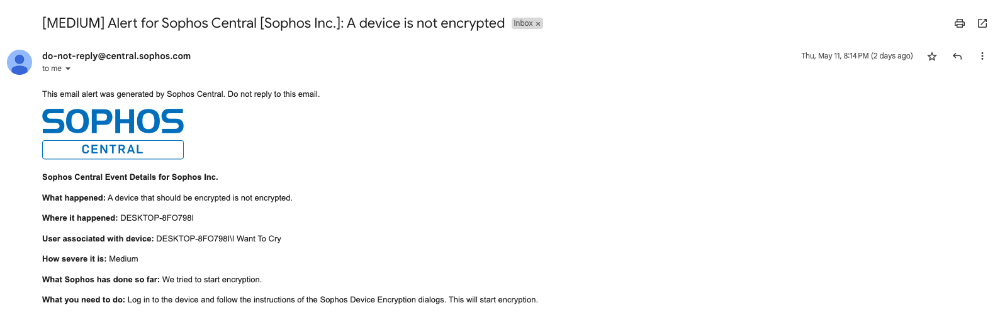 [MEDIUM] Alert for Sophos Central [Sophos Inc.]: A device is not encrypted Inbox ×
do-not-reply@central.sophos.com
Thu, May 11, 8:14 PM (2 days ago)
to me
This email alert was generated by Sophos Central. Do not reply to this email.
SOPHOS
CENTRAL
Sophos Central Event Details for Sophos Inc.
What happened: A device that should be encrypted is not encrypted.
Where it happened: DESKTOP-8FO798I
User associated with device: DESKTOP-8FO798I\I Want To Cry
How severe it is: Medium
What Sophos has done so far: We tried to start encryption.
What you need to do: Log in to the device and follow the instructions of the Sophos Device Encryption dialogs. This will start encryption.